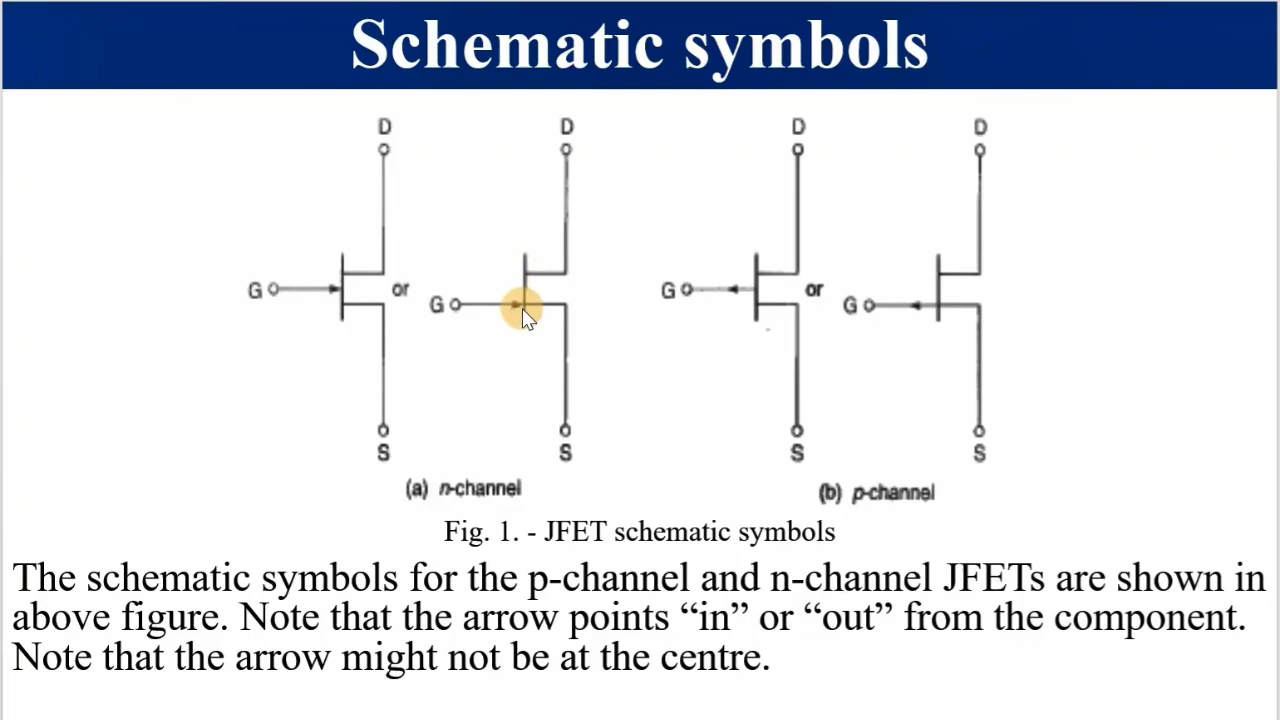 Schematic symbols
D D D D
G or G G or G
S S S S
(a) n-channel (b) p-channel
Fig. 1. - JFET schematic symbols
The schematic symbols for the p-channel and n-channel JFETs are shown in
above figure. Note that the arrow points “in” or “out” from the component.
Note that the arrow might not be at the centre.